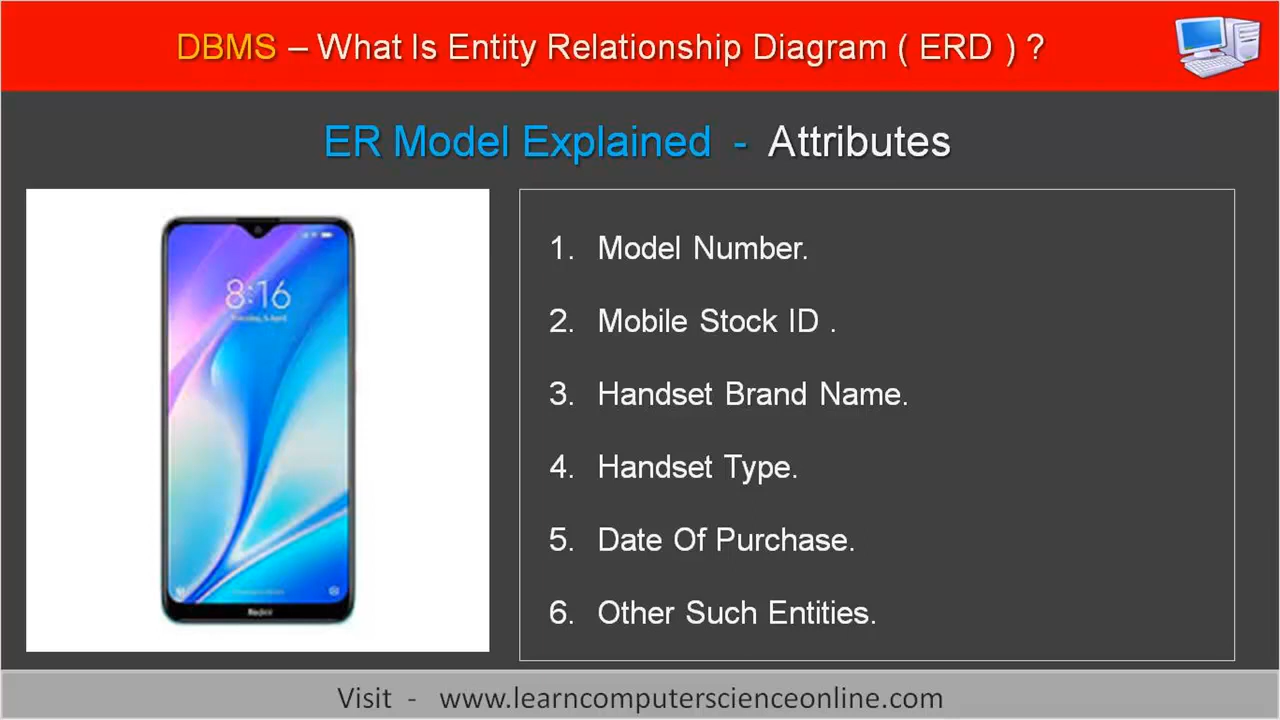 DBMS – What Is Entity Relationship Diagram ( ERD ) ?
ER Model Explained - Attributes
8:16
Redmi
1. Model Number.
2. Mobile Stock ID .
3. Handset Brand Name.
4. Handset Type.
5. Date Of Purchase.
6. Other Such Entities.
Visit - www.learncomputerscienceonline.com